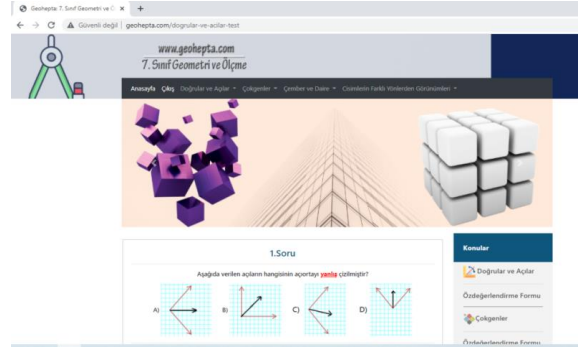 Geohepta: 7. Sınıf Geometri ve Ö
Güvenli değil | geohepta.com/dogrular-ve-acilar-test
www.geohepta.com
7. Sınıf Geometri ve Ölçme
Anasayfa Çıkış Doğrular ve Açılar Çokgenler Çember ve Daire Cisimlerin Farklı Yönlerden Görünümleri
1.Soru
Aşağıda verilen açıların hangisinin açıortayı yanlış çizilmiştir?
A) B) C) D)
Konular
Doğrular ve Açılar
Özdeğerlendirme Formu
Çokgenler
Özdeğerlendirme Formu